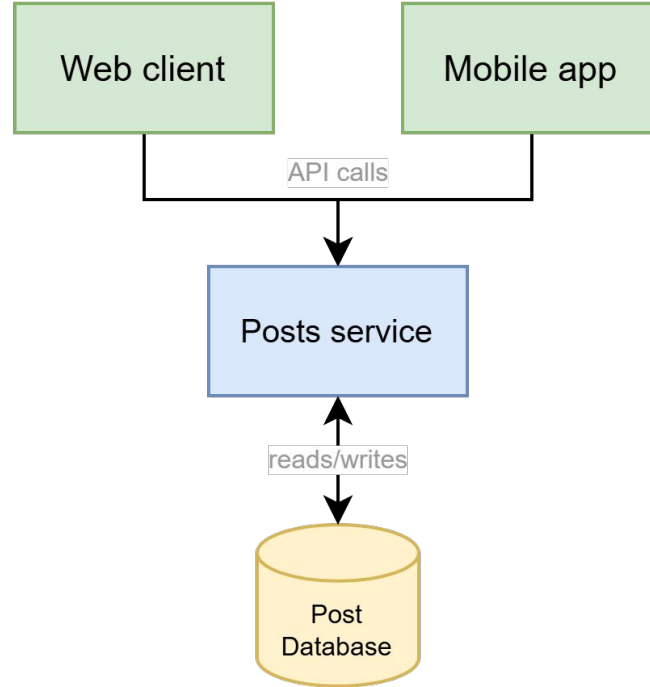 Web client
Mobile app
API calls
Posts service
reads/writes
Post
Database